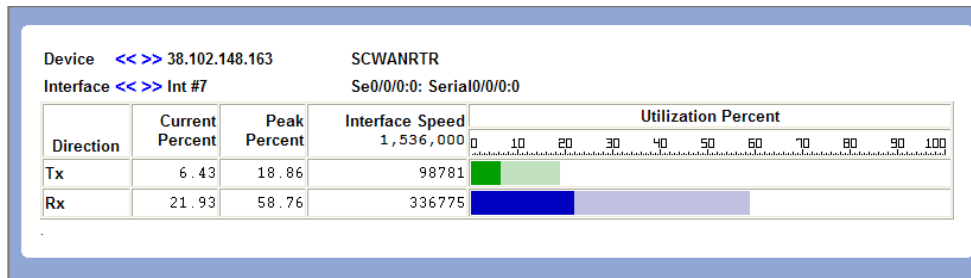 Device << >> 38.102.148.163 SCWANRTR
Interface << >> Int #7 Se0/0/0:0: Serial0/0/0:0
Direction Current Percent Peak Percent Interface Speed 1,536,000 Utilization Percent
0 10 20 30 40 50 60 70 80 90 100
Tx 6.43 18.86 98781
Rx 21.93 58.76 336775